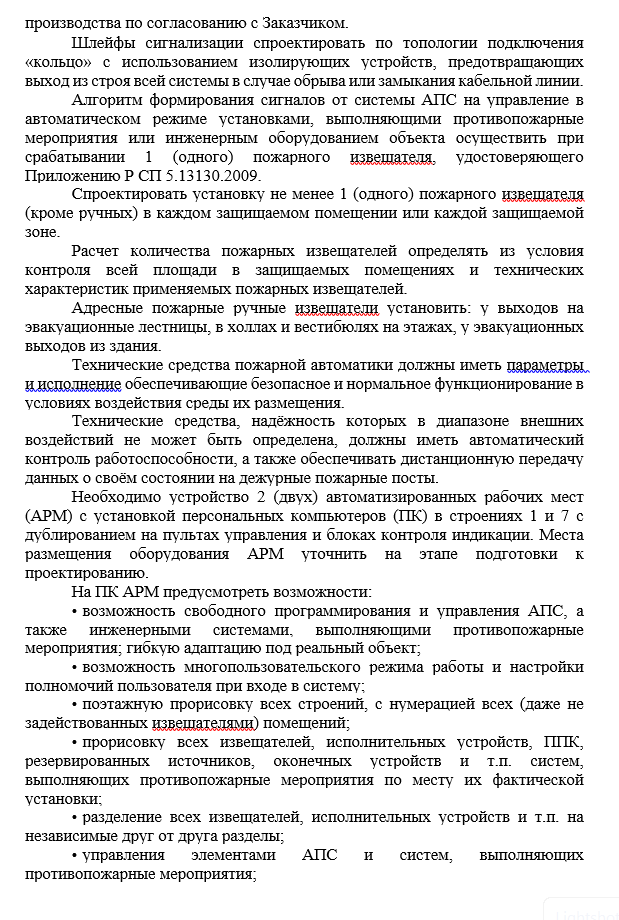 производства по согласованию с Заказчиком.
Шлейфы сигнализации спроектировать по топологии подключения
«кольцо» с использованием изолирующих устройств, предотвращающих
выход из строя всей системы в случае обрыва или замыкания кабельной линии.
Алгоритм формирования сигналов от системы АПС на управление в
автоматическом режиме установками, выполняющими противопожарные
мероприятия или инженерным оборудованием объекта осуществить при
срабатывании 1 (одного) пожарного извещателя, удостоверяющего
Приложению Р СП 5.13130.2009.
Спроектировать установку не менее 1 (одного) пожарного извещателя
(кроме ручных) в каждом защищаемом помещении или каждой защищаемой
зоне.
Расчет количества пожарных извещателей определять из условия
контроля всей площади в защищаемых помещениях и технических
характеристик применяемых пожарных извещателей.
Адресные пожарные ручные извещатели установить: у выходов на
эвакуационные лестницы, в холлах и вестибюлях на этажах, у эвакуационных
выходов из здания.
Технические средства пожарной автоматики должны иметь параметры
и исполнение обеспечивающие безопасное и нормальное функционирование в
условиях воздействия среды их размещения.
Технические средства, надёжность которых в диапазоне внешних
воздействий не может быть определена, должны иметь автоматический
контроль работоспособности, а также обеспечивать дистанционную передачу
данных о своём состоянии на дежурные пожарные посты.
Необходимо устройство 2 (двух) автоматизированных рабочих мест
(АРМ) с установкой персональных компьютеров (ПК) в строениях 1 и 7 с
дублированием на пультах управления и блоках контроля индикации. Места
размещения оборудования АРМ уточнить на этапе подготовки к
проектированию.
На ПК АРМ предусмотреть возможности:
• возможность свободного программирования и управления АПС, а
также инженерными системами, выполняющими противопожарные
мероприятия; гибкую адаптацию под реальный объект;
• возможность многопользовательского режима работы и настройки
полномочий пользователя при входе в систему;
• поэтажную прорисовку всех строений, с нумерацией всех (даже не
задействованных извещателями) помещений;
• прорисовку всех извещателей, исполнительных устройств, ППК,
резервированных источников, оконечных устройств и т.п. систем,
выполняющих противопожарные мероприятия по месту их фактической
установки;
• разделение всех извещателей, исполнительных устройств и т.п. на
независимые друг от друга разделы;
• управления элементами АПС и систем, выполняющих
противопожарные мероприятия;
Lightshot